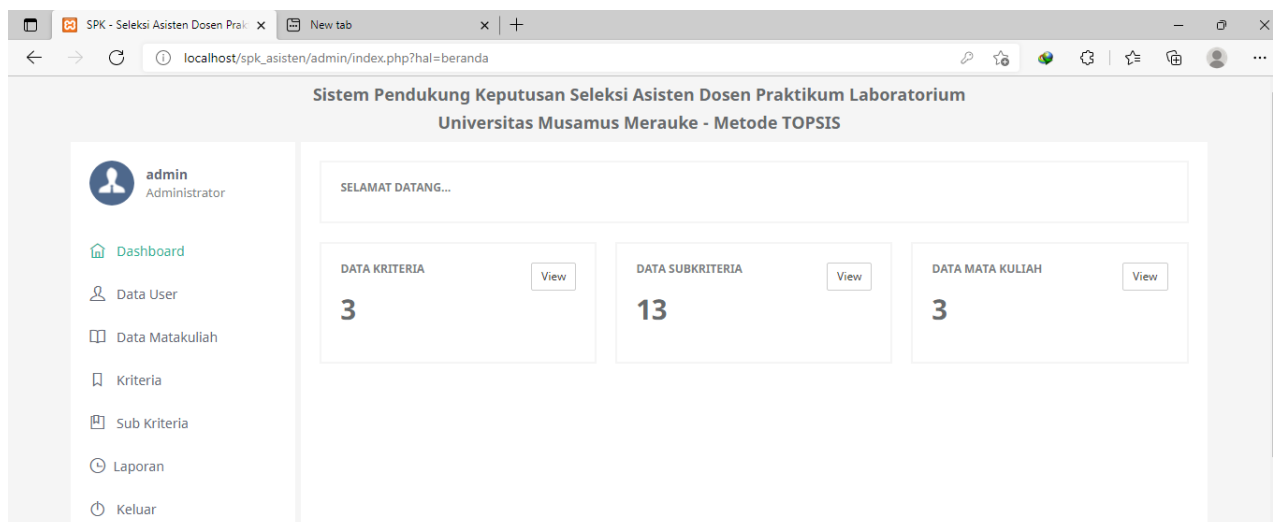 SPK - Seleksi Asisten Dosen Prak
New tab
localhost/spk_asisten/admin/index.php?hal=beranda
Sistem Pendukung Keputusan Seleksi Asisten Dosen Praktikum Laboratorium
Universitas Musamus Merauke - Metode TOPSIS
admin
Administrator
Dashboard
Data User
Data Matakuliah
Kriteria
Sub Kriteria
Laporan
Keluar
SELAMAT DATANG...
DATA KRITERIA
View
3
DATA SUBKRITERIA
View
13
DATA MATA KULIAH
View
3